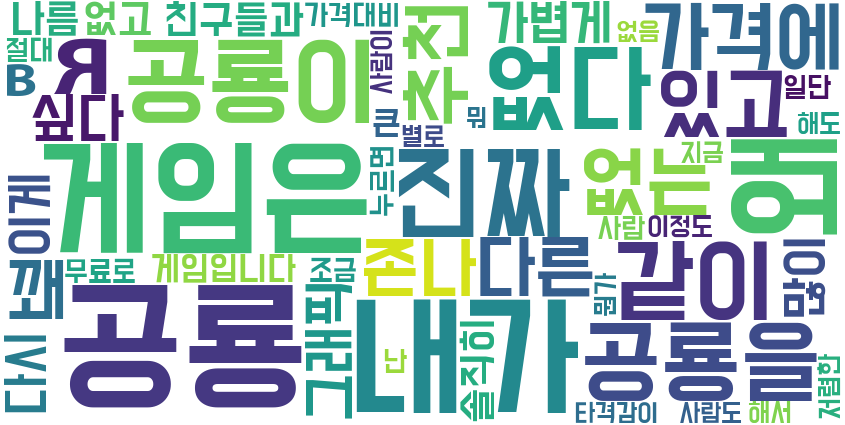 나름
없고
친구들과
가격대비
추천
가볍게
없음
가격에
절대
B
R
공룡이
사람이
없다
있고
일단
싶다
큰
별로
뭔
해도
게임은
누르면
진짜
없는
지금
왜
이게
사람
이정도
꽤
무료로
게임입니다
조금
존나
다른
뭔가
같이
많이
다시
공룡
그래픽
난
내가
솔직히
공룡을
저렴한
타격감이
사람도
해서